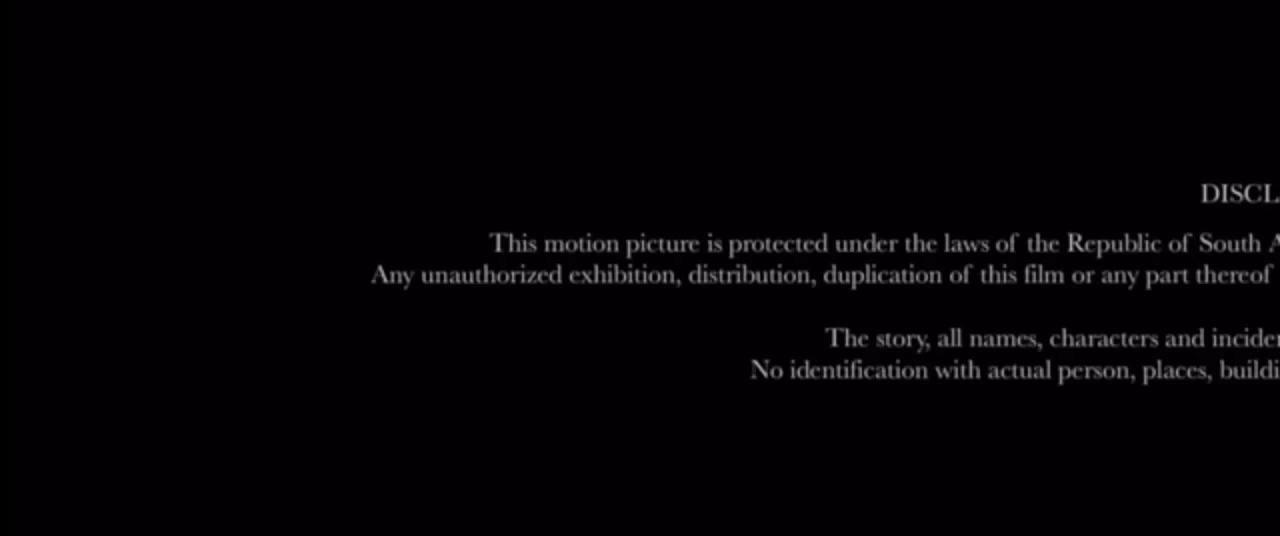 DISCL
This motion picture is protected under the laws of the Republic of South A
Any unauthorized exhibition, distribution, duplication of this film or any part thereof
The story, all names, characters and inciden
No identification with actual person, places, buildi